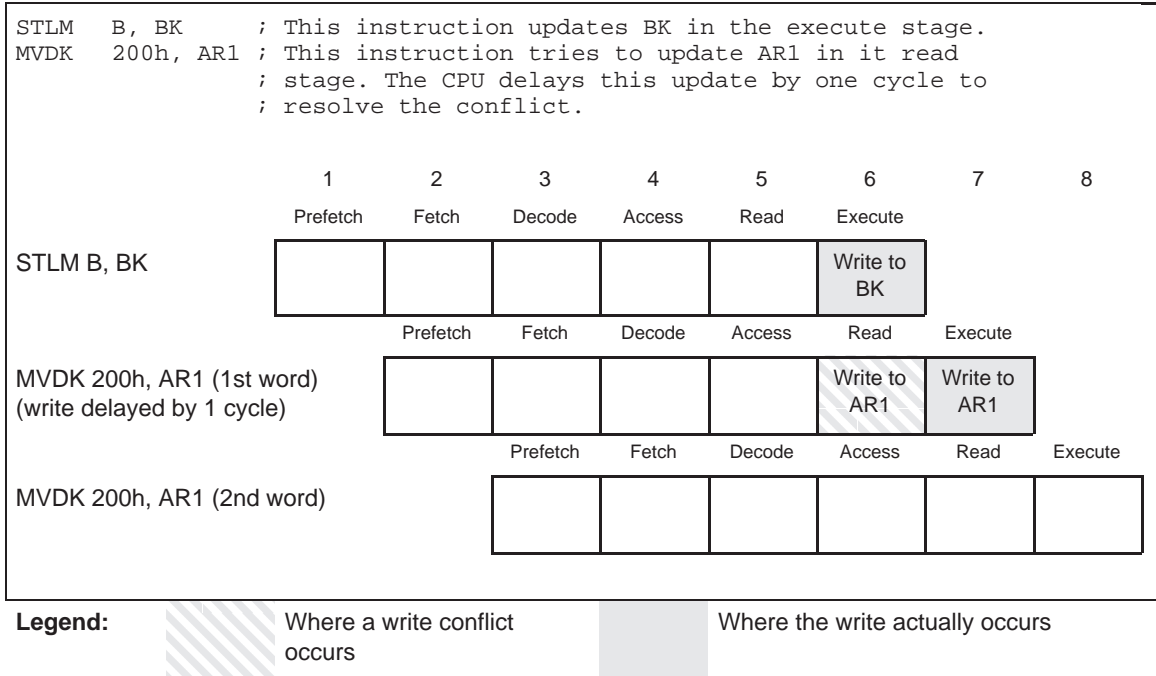 STLM B, BK ; This instruction updates BK in the execute stage.
MVDK 200h, AR1 ; This instruction tries to update AR1 in it read
; stage. The CPU delays this update by one cycle to
; resolve the conflict.
1 2 3 4 5 6 7 8
Prefetch Fetch Decode Access Read Execute
STLM B, BK
Write to
BK
Prefetch Fetch Decode Access Read Execute
MVDK 200h, AR1 (1st word)
(write delayed by 1 cycle)
Write to
AR1
Write to
AR1
Prefetch Fetch Decode Access Read Execute
MVDK 200h, AR1 (2nd word)
Legend:
Where a write conflict
occurs
Where the write actually occurs